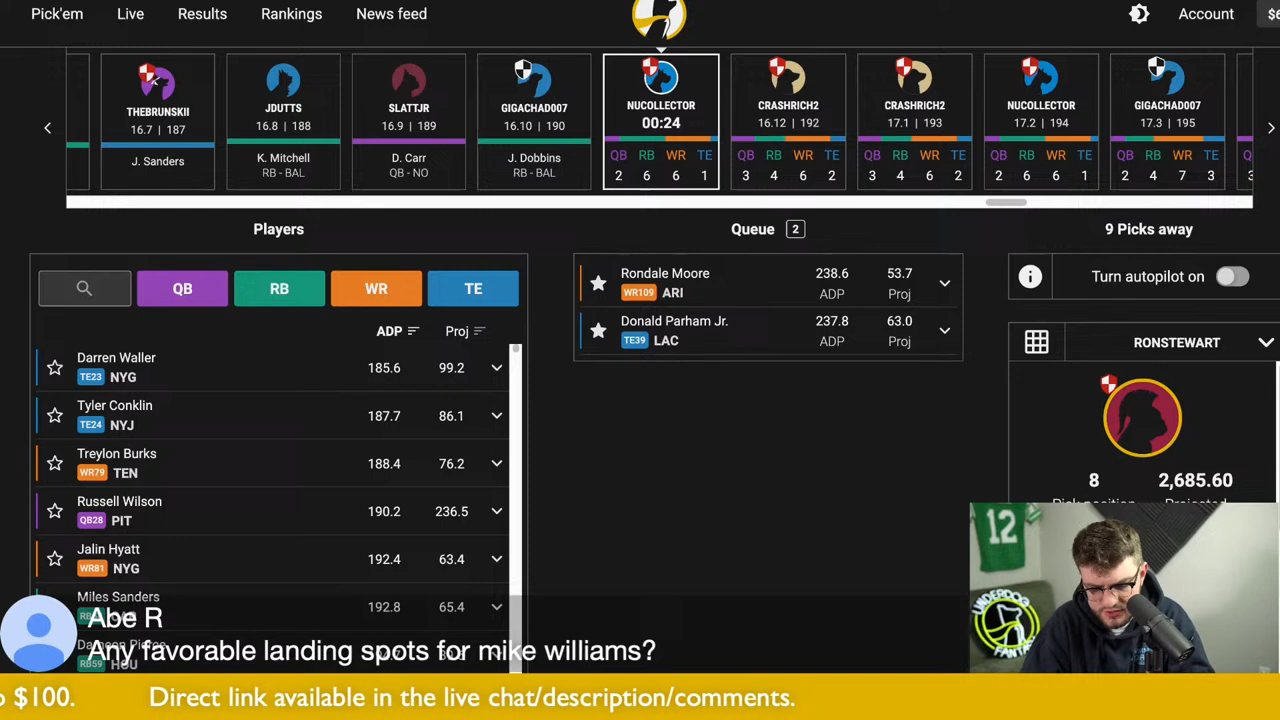 Pick'em Live Results Rankings News feed Account
THEBRUNSKII
16.7 | 187
J. Sanders
JDUTTS
16.8 | 188
K. Mitchell
RB - BAL
SLATTJR
16.9 | 189
D. Carr
QB - NO
GIGACHAD007
16.10 | 190
J. Dobbins
RB - BAL
NUCOLLECTOR
00:24
QB RB WR TE
2 6 6 1
CRASHRICH2
16.12 | 192
QB RB WR TE
3 4 6 2
CRASHRICH2
17.1 | 193
QB RB WR TE
3 4 6 2
NUCOLLECTOR
17.2 | 194
QB RB WR TE
2 6 6 1
GIGACHAD007
17.3 | 195
QB RB WR TE
2 4 7 3
Players
QB RB WR TE
ADP Proj
Darren Waller
TE23 NYG 185.6 99.2
Tyler Conklin
TE24 NYJ 187.7 86.1
Treylon Burks
WR79 TEN 188.4 76.2
Russell Wilson
QB28 PIT 190.2 236.5
Jalin Hyatt
WR81 NYG 192.4 63.4
Miles Sanders
192.8 65.4
RB59 HOU
Queue 2
Rondale Moore 238.6 53.7
WR109 ARI ADP Proj
Donald Parham Jr. 237.8 63.0
TE39 LAC ADP Proj
9 Picks away
Turn autopilot on
RONSTEWART
8 2,685.60
Pick position Projected
12
UNDERDOG
FANTASY
Abe R
Any favorable landing spots for mike williams?
$100. Direct link available in the live chat/description/comments.